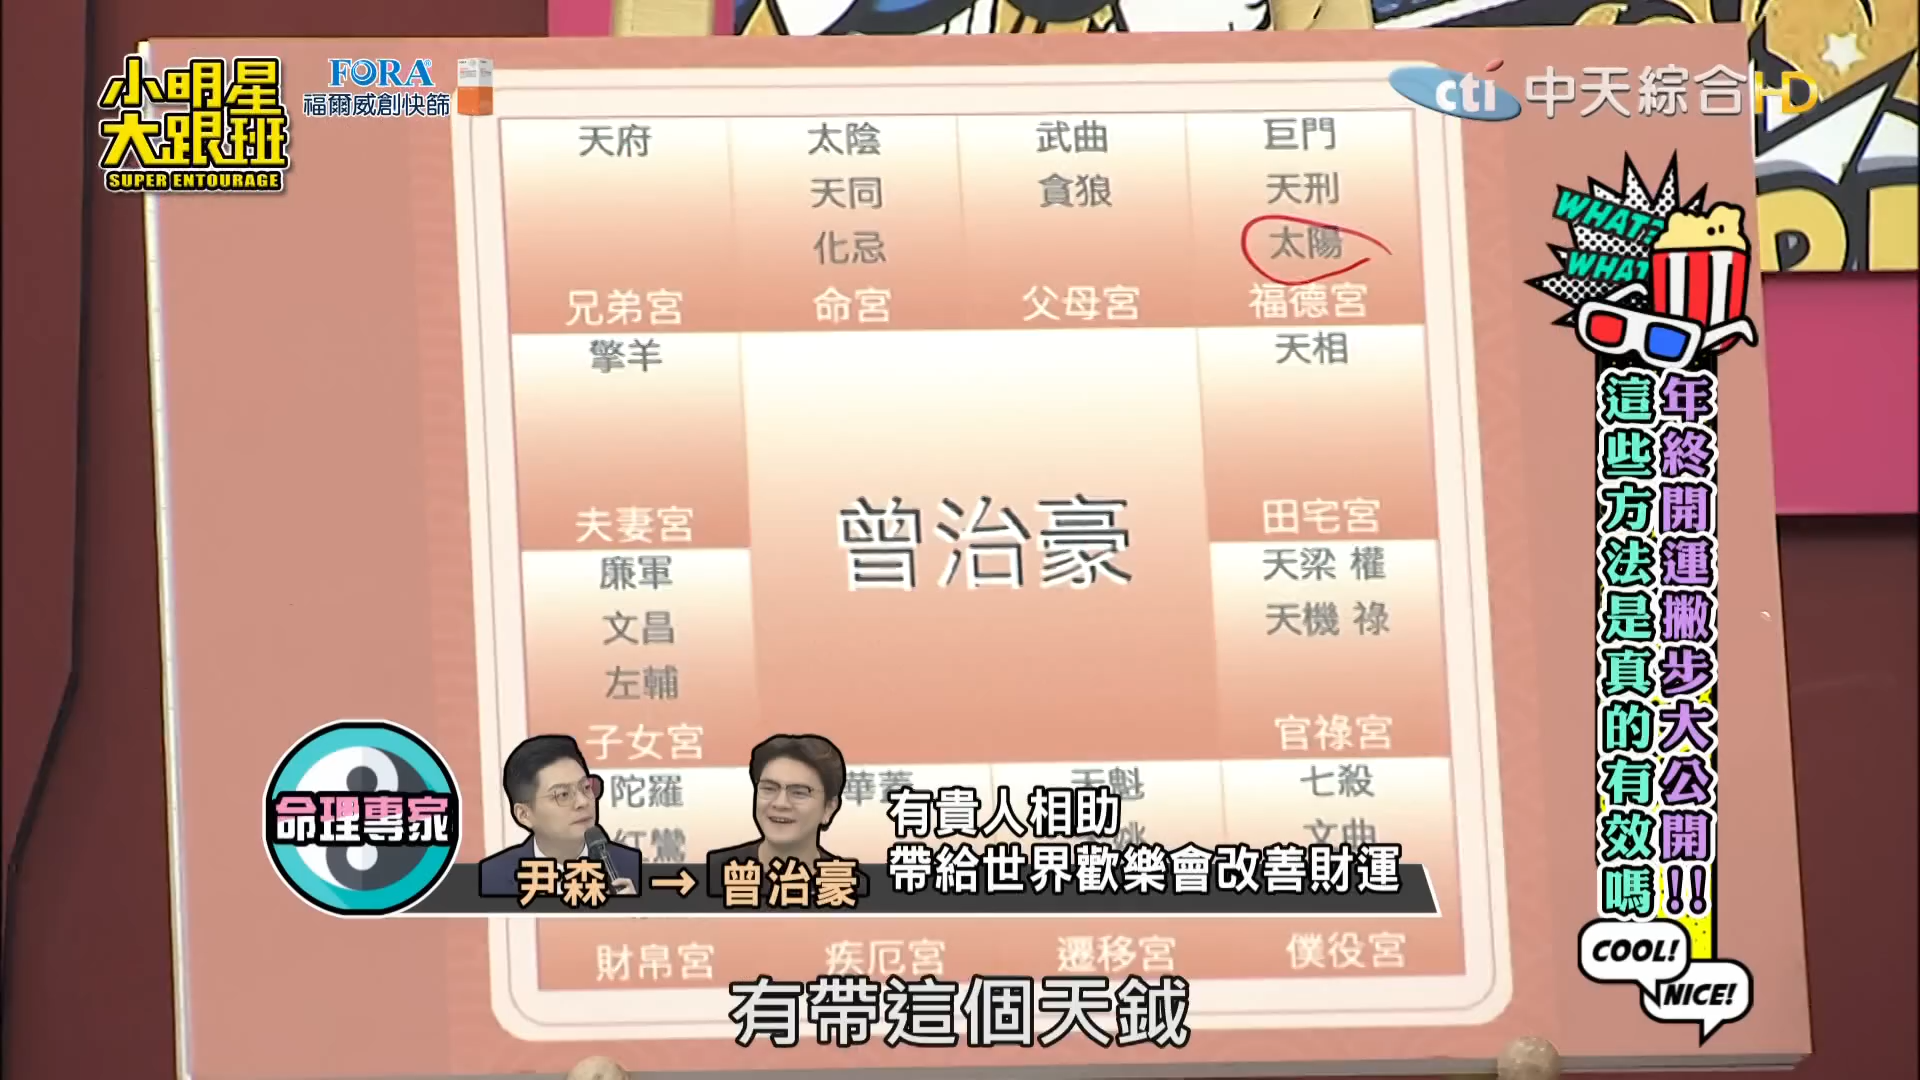 小明星
大跟班
SUPER ENTOURAGE
FORA
福爾威創快篩
cti 中天綜合HD
WHAT?
WHAT
年終開運撇步大公開!!
這些方法是真的有效嗎
COOL!
NICE!
天府
兄弟宮
太陰
天同
化忌
命宮
武曲
貪狼
父母宮
巨門
天刑
太陽
福德宮
擎羊
夫妻宮
曾治豪
天相
田宅宮
廉軍
文昌
左輔
子女宮
天梁 權
天機 祿
官祿宮
陀羅
紅鸞
財帛宮
華蓋
疾厄宮
天魁
遷移宮
七殺
文曲
僕役宮
命理專家
尹森→曾治豪
有貴人相助
帶給世界歡樂會改善財運
有帶這個天鉞